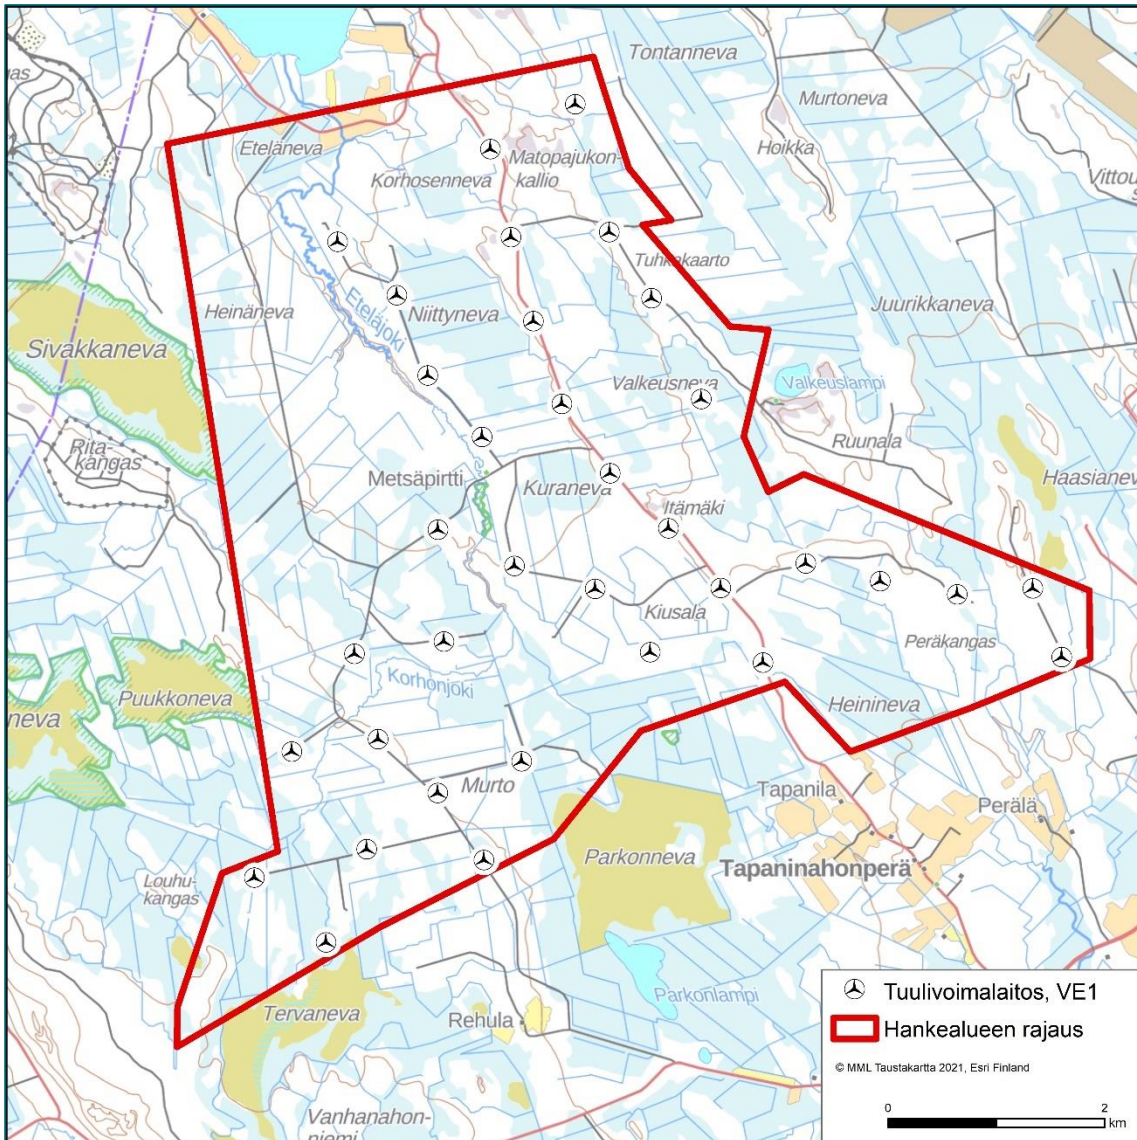 Tontanneva
Murtoneva
Hoikka
Eteläneva
Matopajukon-
kallio
Korhosenneva
Tuhkakaarto
Heinäneva
Eteläjoki
Niittyneva
Juurikkaneva
Sivakkaneva
Valkeusneva
Valkeuslampi
Ruunala
Rita-
kangas
Metsäpirtti
Kuraneva
Itämäki
Kiusala
Peräkangas
Korhonjoki
Puukkoneva
neva
Heinineva
Murto
Tapanila
Perälä
Parkonneva
Tapaninahonperä
Louhu-
kangas
Parkonlampi
Tervaneva
Rehula
Vanhanahon-
niemi
Tuulivoimalaitos, VE1
Hankealueen rajaus
© MML Taustakartta 2021, Esri Finland
0 2
km